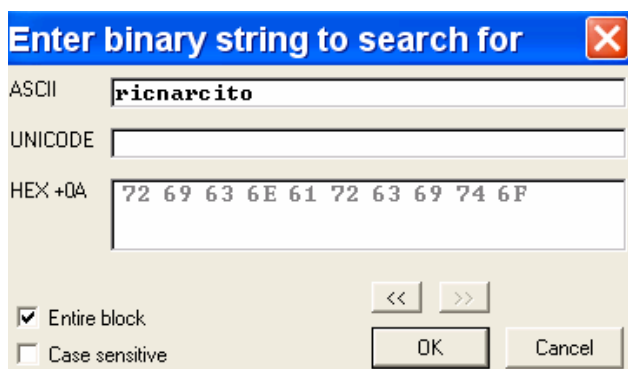 Enter binary string to search for
ASCII ricnarcito
UNICODE
HEX +0A 72 69 63 6E 61 72 63 69 74 6F
<< >>
Entire block
OK Cancel
Case sensitive